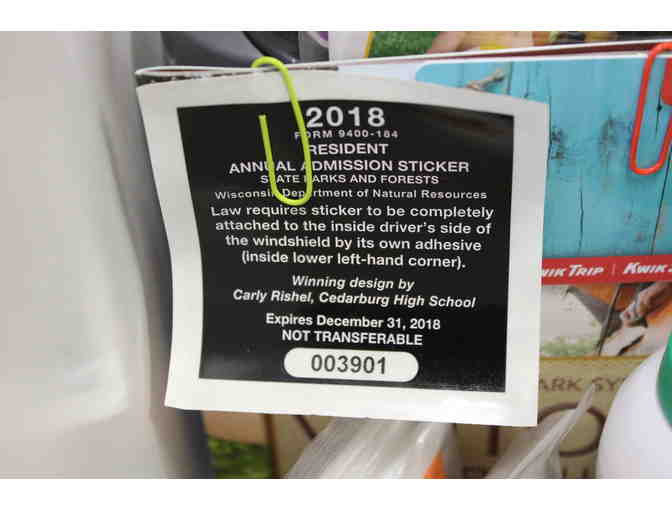 2018
FORM 9400-184
RESIDENT
ANNUAL ADMISSION STICKER
STATE PARKS AND FORESTS
Wisconsin Department of Natural Resources
Law requires sticker to be completely
attached to the inside driver's side of
the windshield by its own adhesive
(inside lower left-hand corner).
Winning design by
Carly Rishel, Cedarburg High School
Expires December 31, 2018
NOT TRANSFERABLE
003901
KWIK TRIP | KWIK
ARK SY